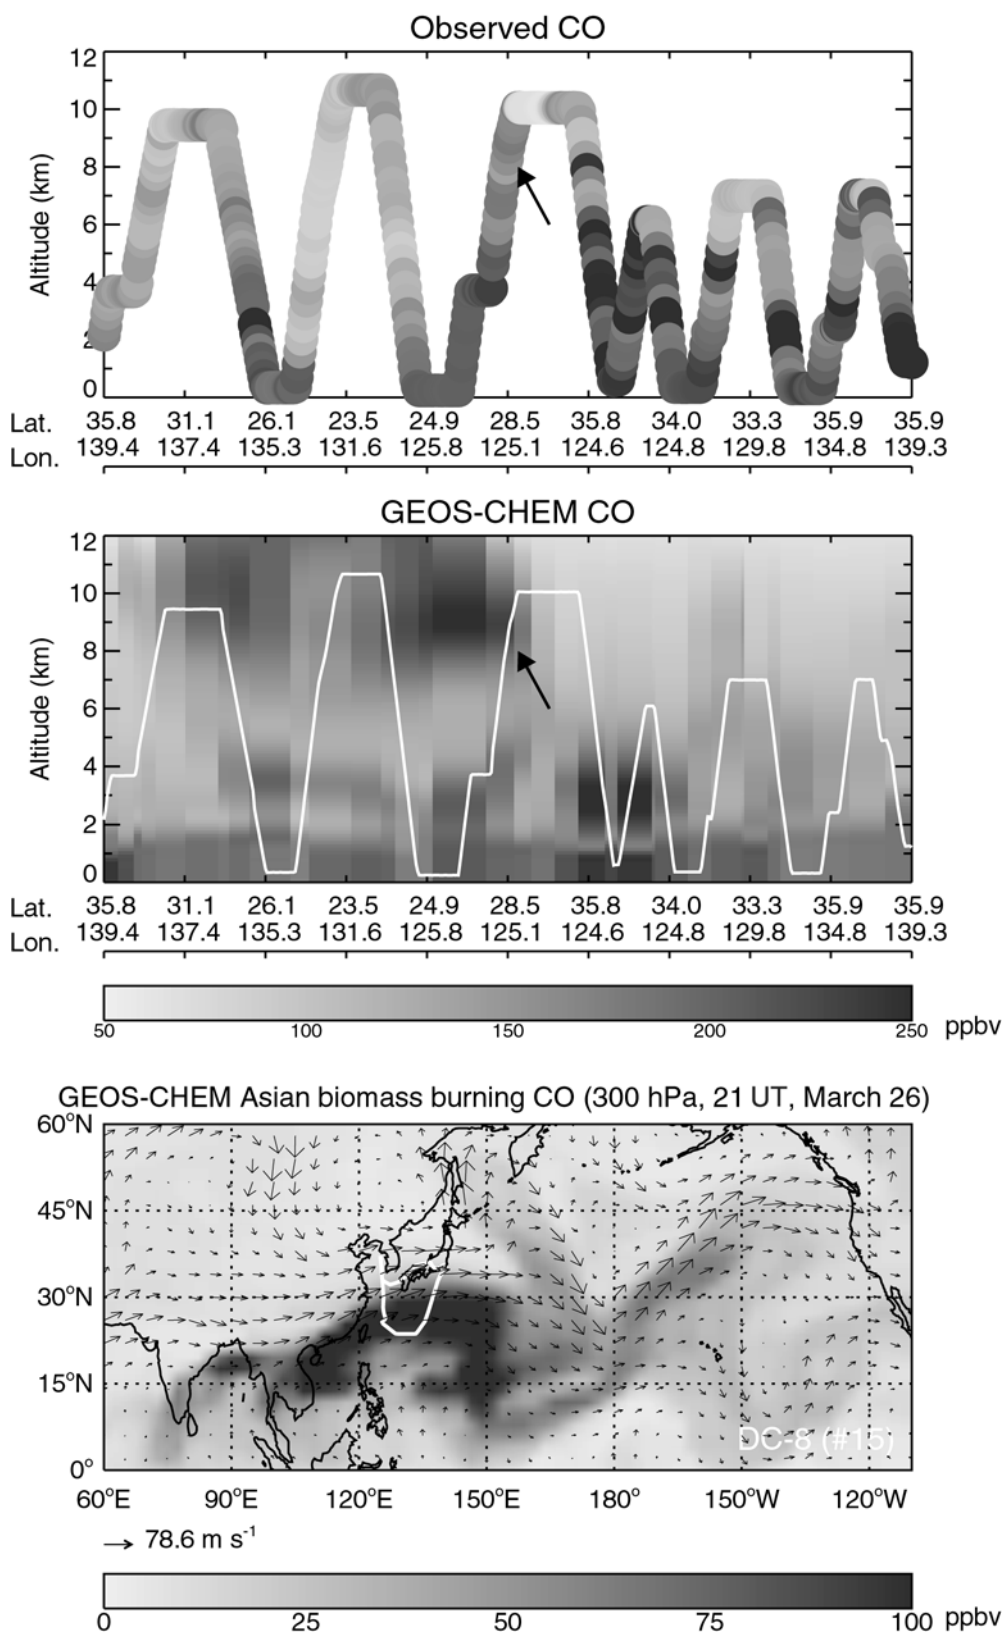 Observed CO
12
10
8
6
4
2
0
Altitude (km)
Lat. 35.8 31.1 26.1 23.5 24.9 28.5 35.8 34.0 33.3 35.9 35.9
Lon. 139.4 137.4 135.3 131.6 125.8 125.1 124.6 124.8 129.8 134.8 139.3
GEOS-CHEM CO
12
10
8
6
4
2
0
Altitude (km)
Lat. 35.8 31.1 26.1 23.5 24.9 28.5 35.8 34.0 33.3 35.9 35.9
Lon. 139.4 137.4 135.3 131.6 125.8 125.1 124.6 124.8 129.8 134.8 139.3
50 100 150 200 250 ppbv
GEOS-CHEM Asian biomass burning CO (300 hPa, 21 UT, March 26)
60°N
45°N
30°N
15°N
0°
DC-8 (#15)
60°E 90°E 120°E 150°E 180° 150°W 120°W
78.6 m s⁻¹
0 25 50 75 100 ppbv